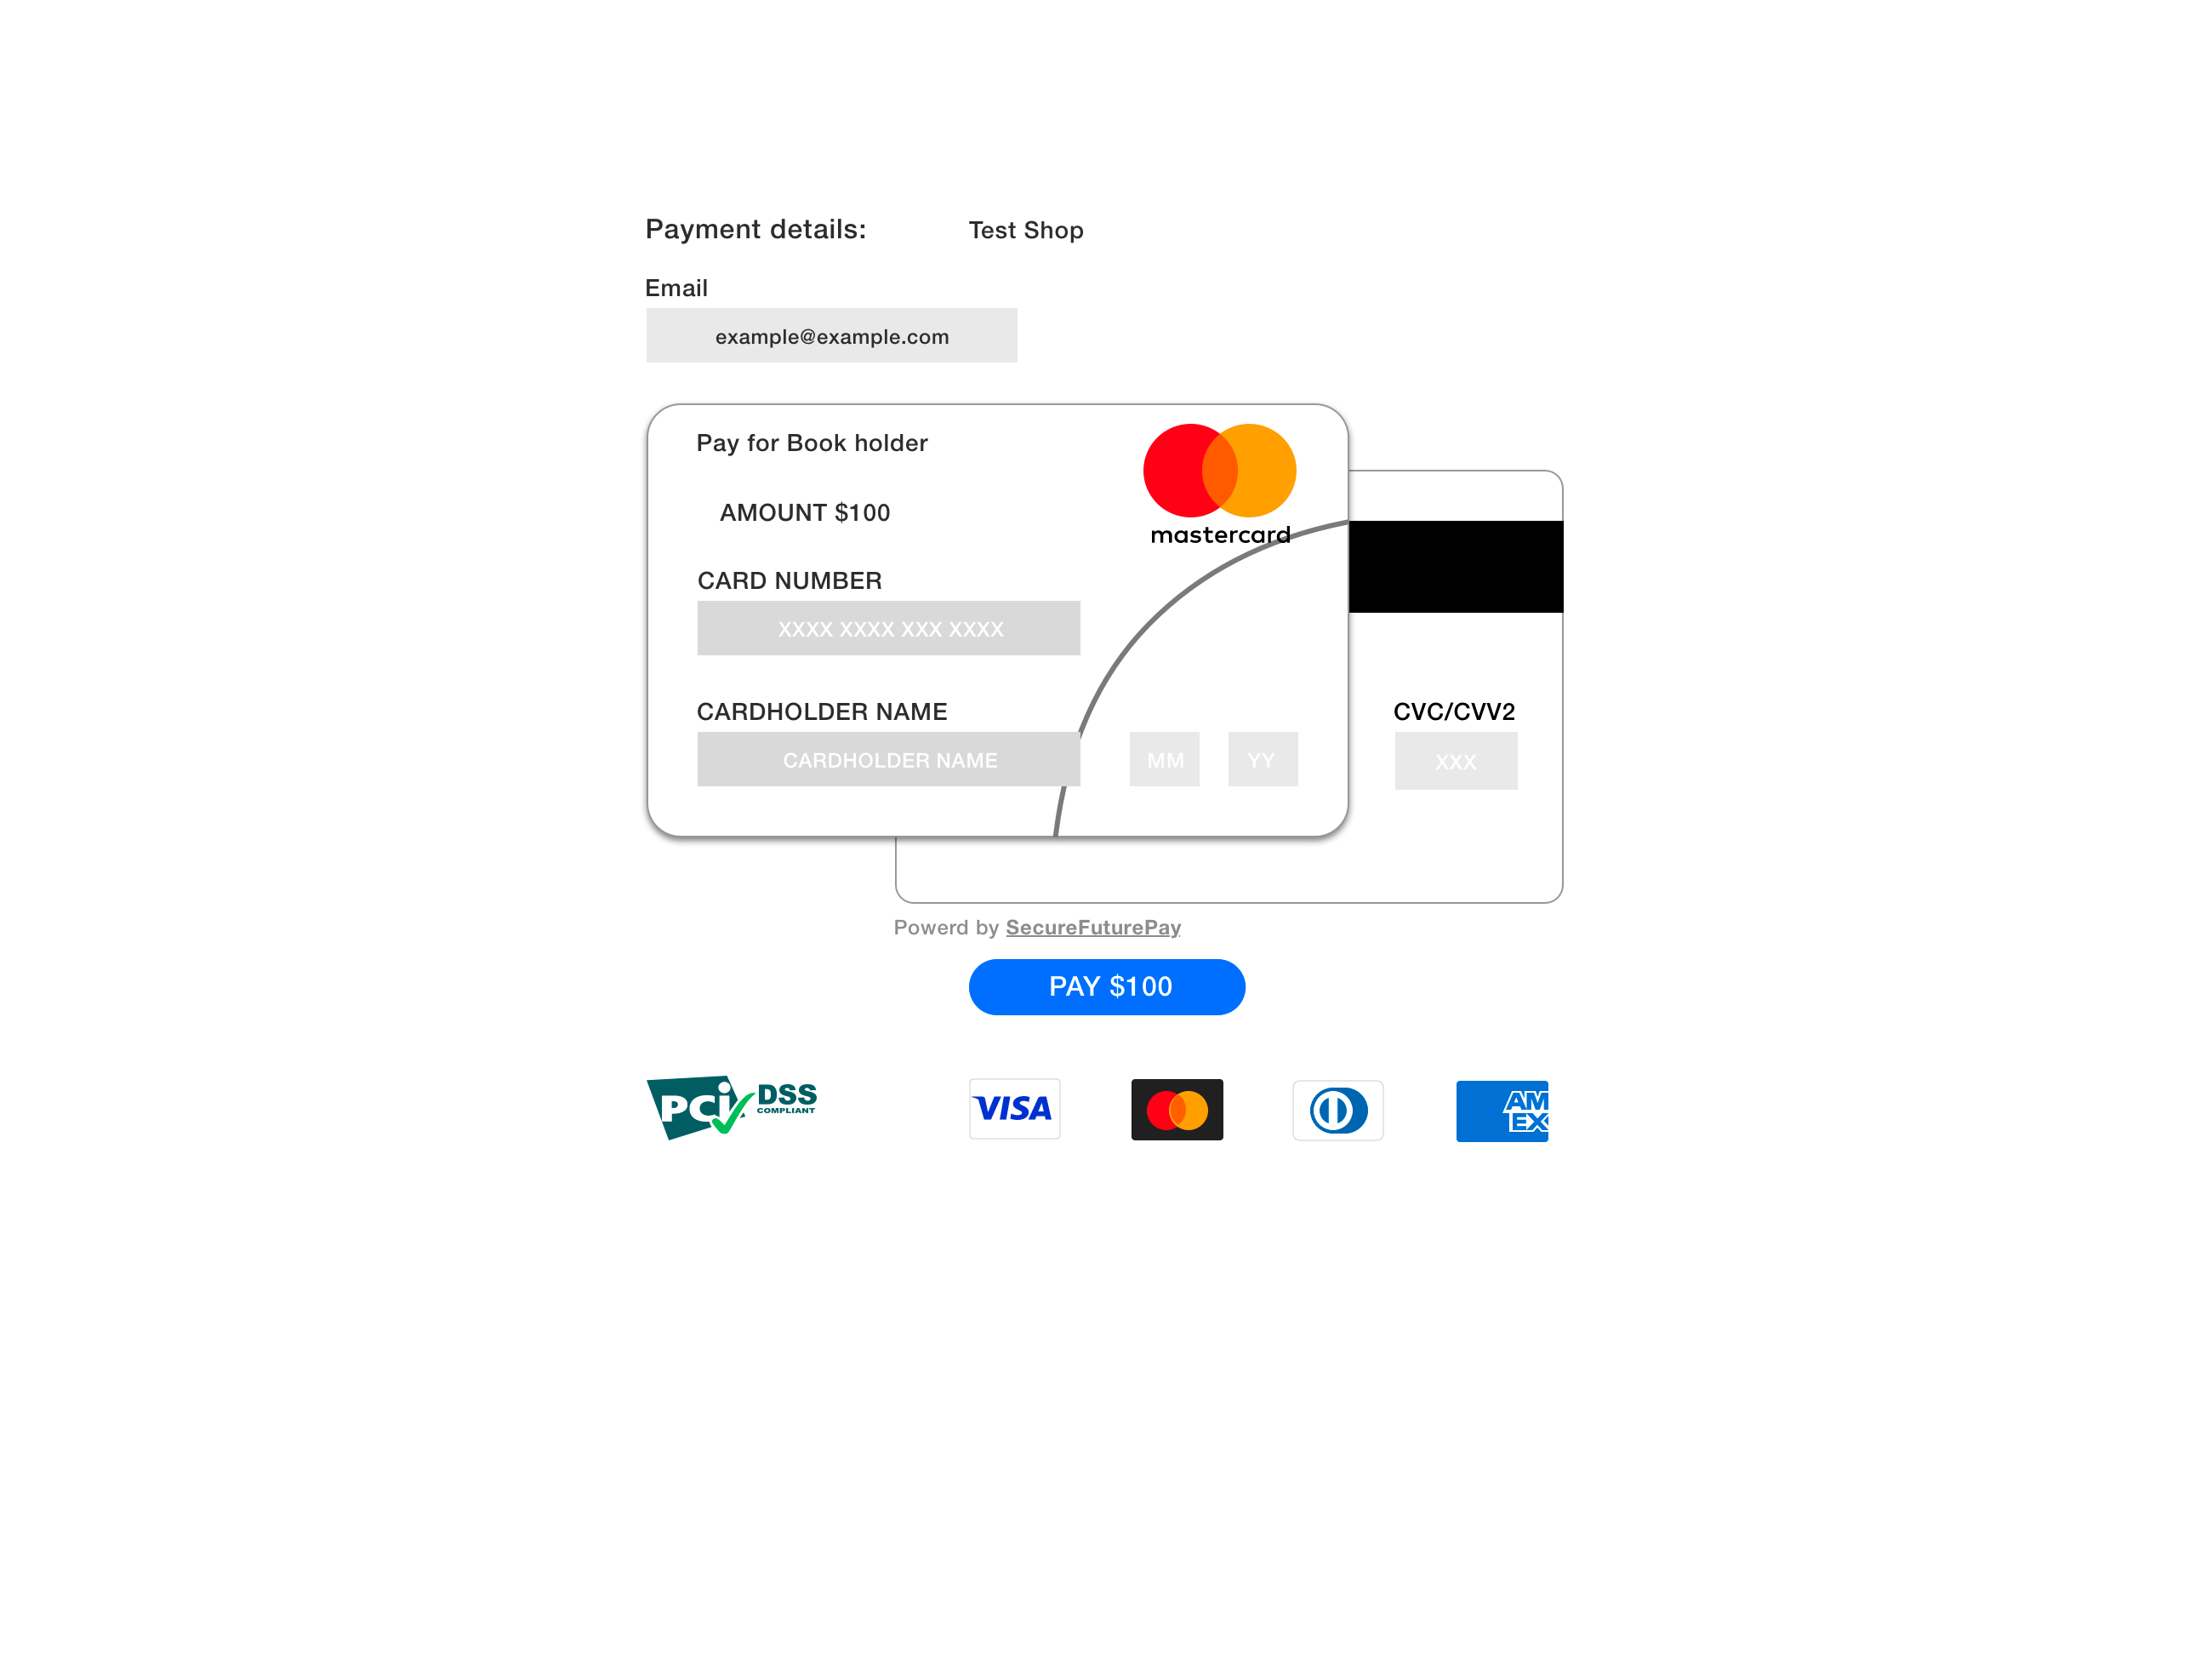 Payment details: Test Shop
Email
example@example.com
Pay for Book holder
AMOUNT $100
mastercard
CARD NUMBER
XXXX XXXX XXX XXXX
CARDHOLDER NAME
CARDHOLDER NAME
MM YY
CVC/CVV2
XXX
Powerd by SecureFuturePay
PAY $100
PCi DSS
COMPLIANT
VISA
AM
EX